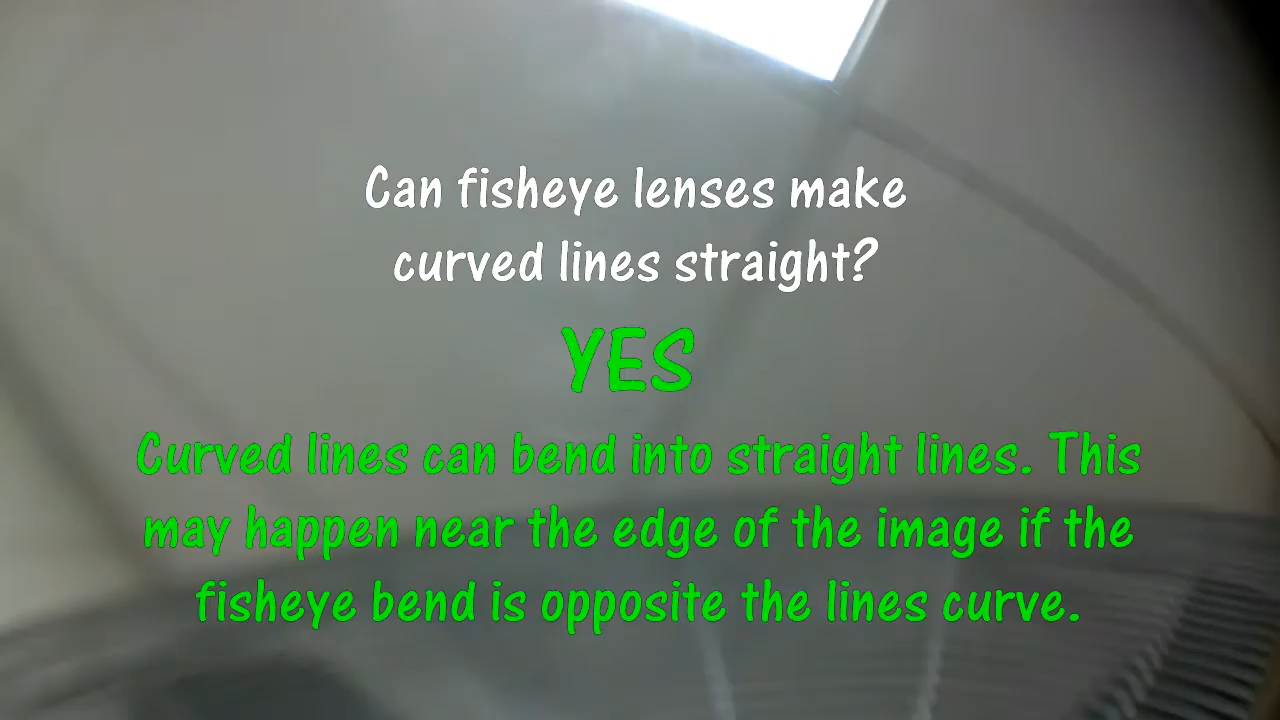 Can fisheye lenses make
curved lines straight?
YES
Curved lines can bend into straight lines. This
may happen near the edge of the image if the
fisheye bend is opposite the lines curve.